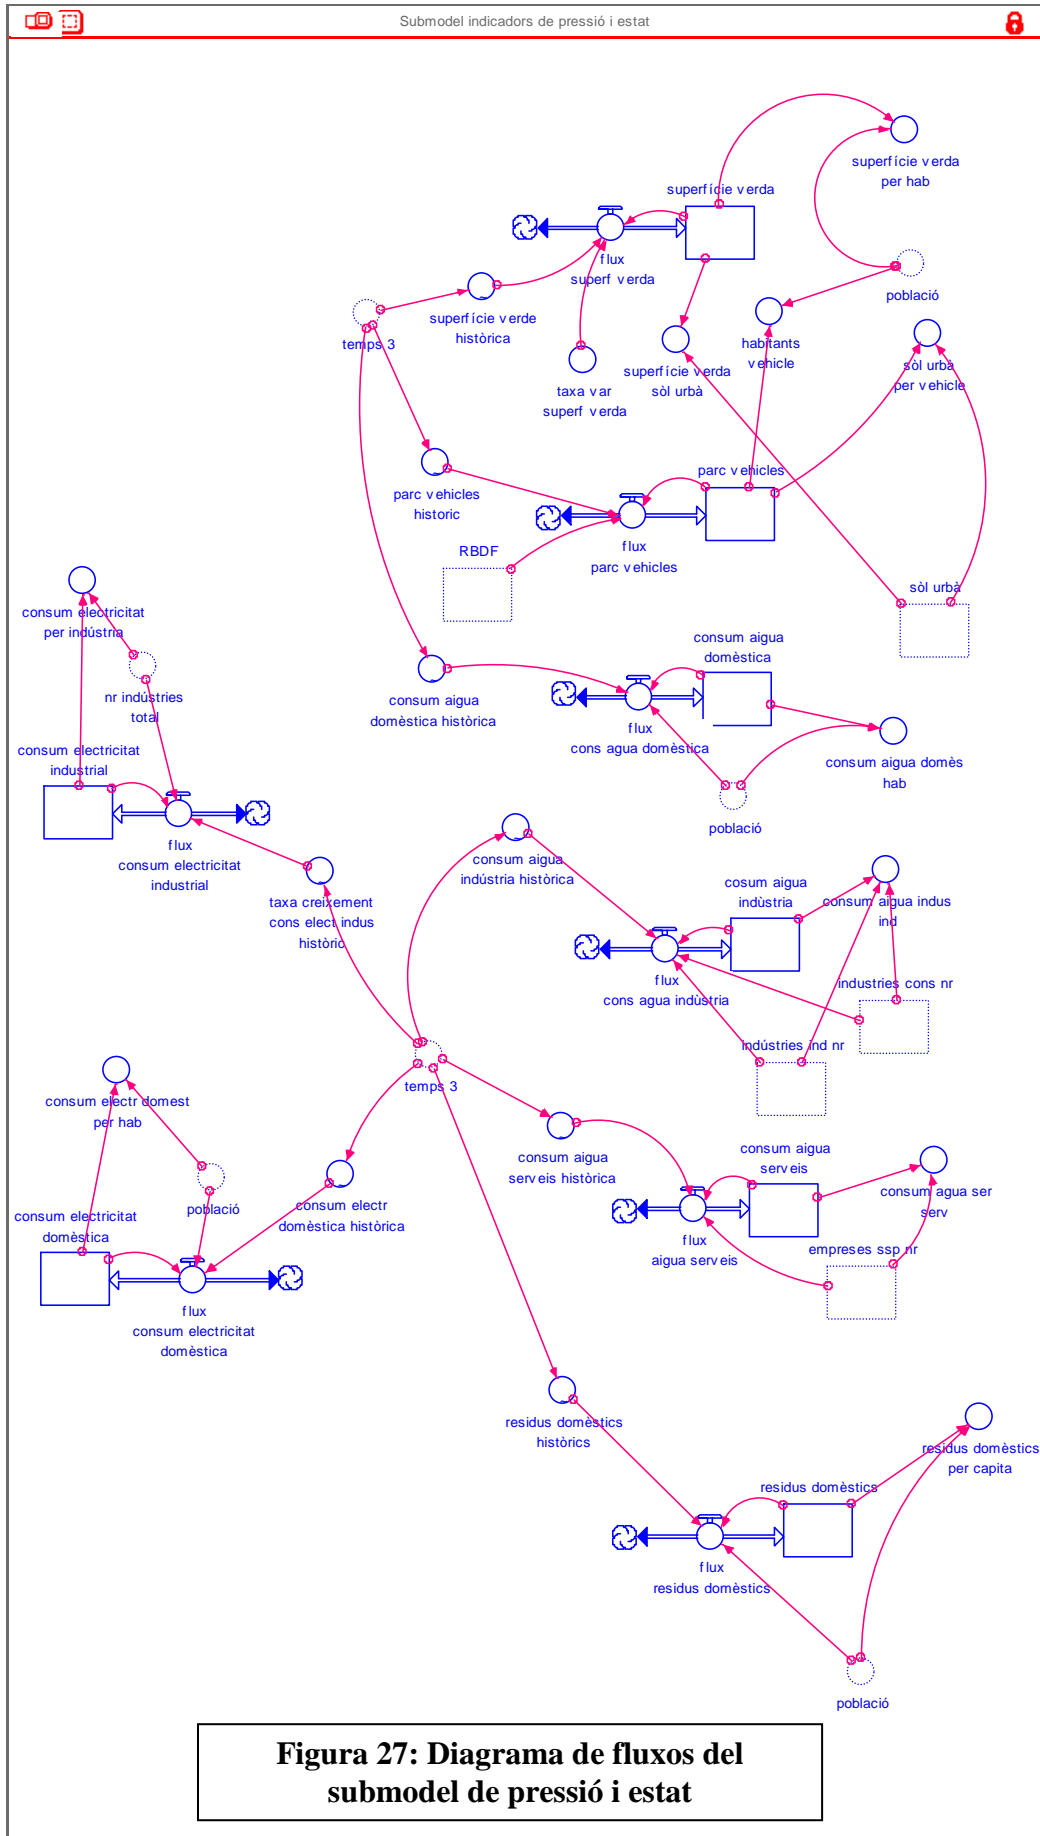 Submodel indicadors de pressió i estat
superfície verda
per hab
superfície verda
flux
superf verda
població
superfície verde
històrica
temps 3
habitants
vehicle
sòl urbà
per vehicle
superfície verda
sòl urbà
taxa var
superf verda
parc vehicles
historic
parc vehicles
flux
parc vehicles
RBDF
sòl urbà
consum electricitat
per indústria
nr indústries
total
consum aigua
domèstica
consum aigua
domèstica històrica
flux
cons agua domèstica
consum aigua domès
hab
població
consum electricitat
industrial
flux
consum electricitat
industrial
consum aigua
indústria històrica
taxa creixement
cons elect indus
històric
cosum aigua
indùstria
consum aigua indus
ind
flux
cons agua indùstria
industries cons nr
indústries ind nr
temps 3
consum electr domest
per hab
població
consum electr
domèstica històrica
consum electricitat
domèstica
flux
consum electricitat
domèstica
consum aigua
serveis històrica
consum aigua
serveis
consum agua ser
serv
flux
aigua serveis
empreses ssp nr
residus domèstics
històrics
residus domèstics
per capita
residus domèstics
flux
residus domèstics
població
Figura 27: Diagrama de fluxos del
submodel de pressió i estat